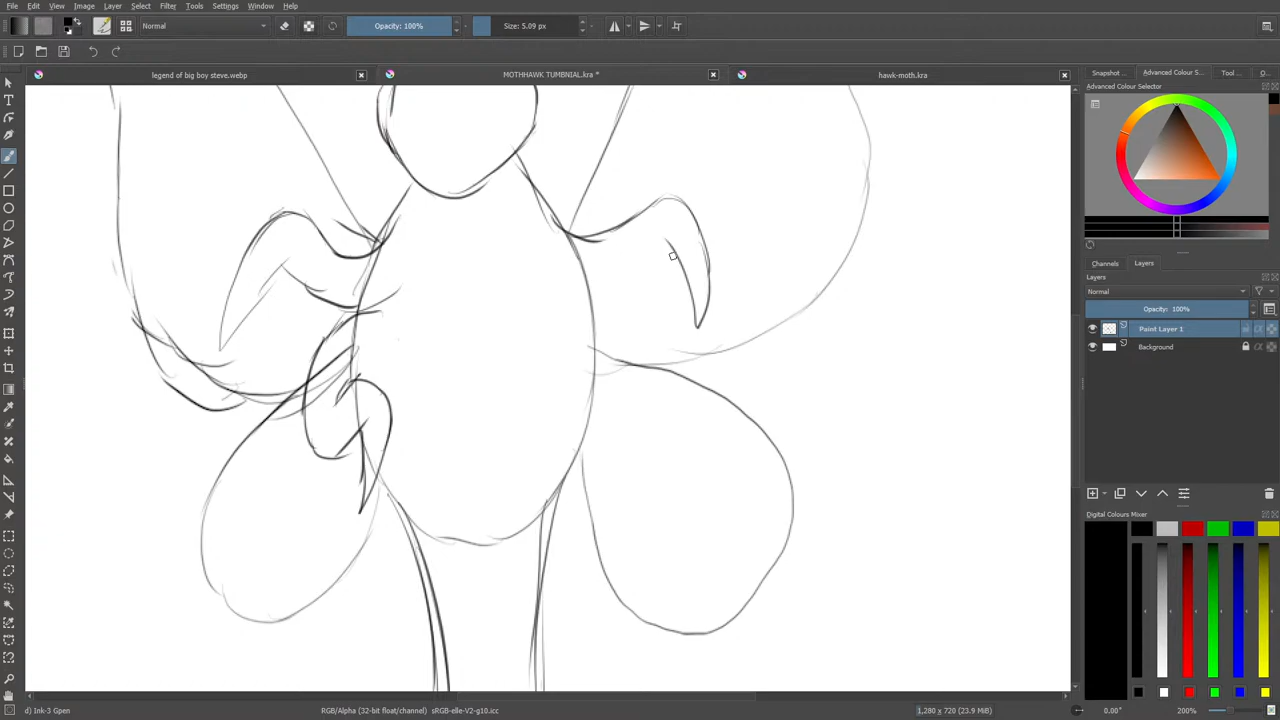 File Edit View Image Layer Select Filter Tools Settings Window Help
Normal Opacity: 100% Size: 5.09 px
legend of big boy steve.webp MOTHHAWK TUMBNIAL.kra * hawk-moth.kra
Snapshot ... Advanced Colour S... Tool ... O...
Advanced Colour Selector
Channels Layers
Layers
Normal
Opacity: 100%
Paint Layer 1
Background
Digital Colours Mixer
d) Ink-3 Gpen RGB/Alpha (32-bit float/channel) sRGB-elle-V2-g10.icc 1,280 x 720 (23.9 MiB) 0.00° 200%